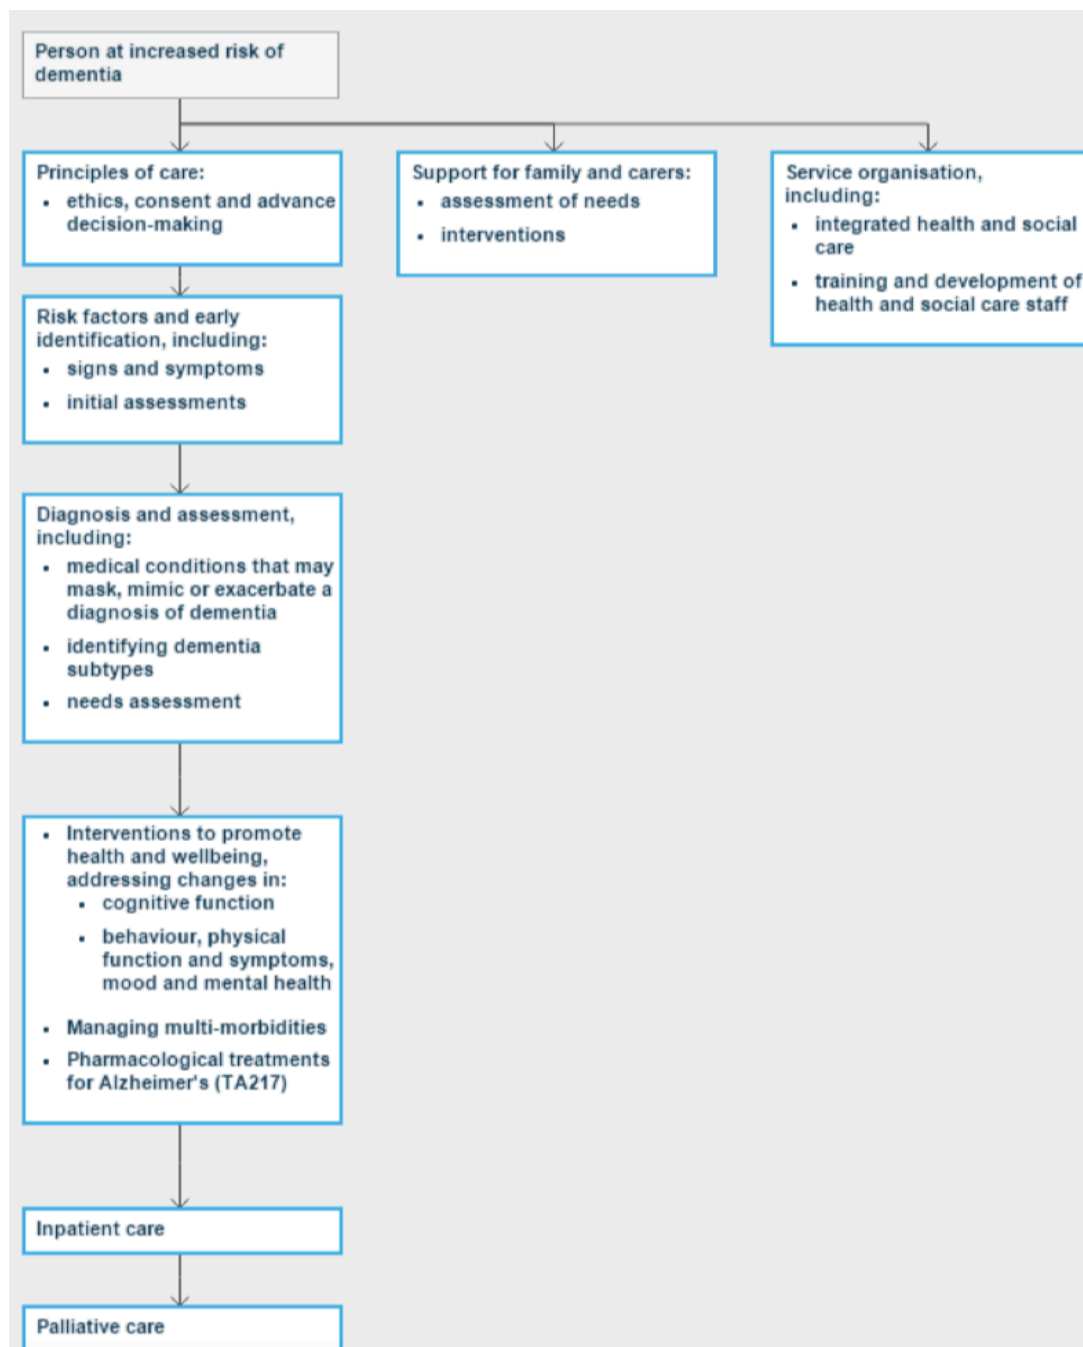 Person at increased risk of
dementia
Principles of care:
▪ ethics, consent and advance
decision-making
Support for family and carers:
▪ assessment of needs
▪ interventions
Service organisation,
including:
▪ integrated health and social
care
▪ training and development of
health and social care staff
Risk factors and early
identification, including:
▪ signs and symptoms
▪ initial assessments
Diagnosis and assessment,
including:
▪ medical conditions that may
mask, mimic or exacerbate a
diagnosis of dementia
▪ identifying dementia
subtypes
▪ needs assessment
▪ Interventions to promote
health and wellbeing,
addressing changes in:
▪ cognitive function
▪ behaviour, physical
function and symptoms,
mood and mental health
▪ Managing multi-morbidities
▪ Pharmacological treatments
for Alzheimer's (TA217)
Inpatient care
Palliative care